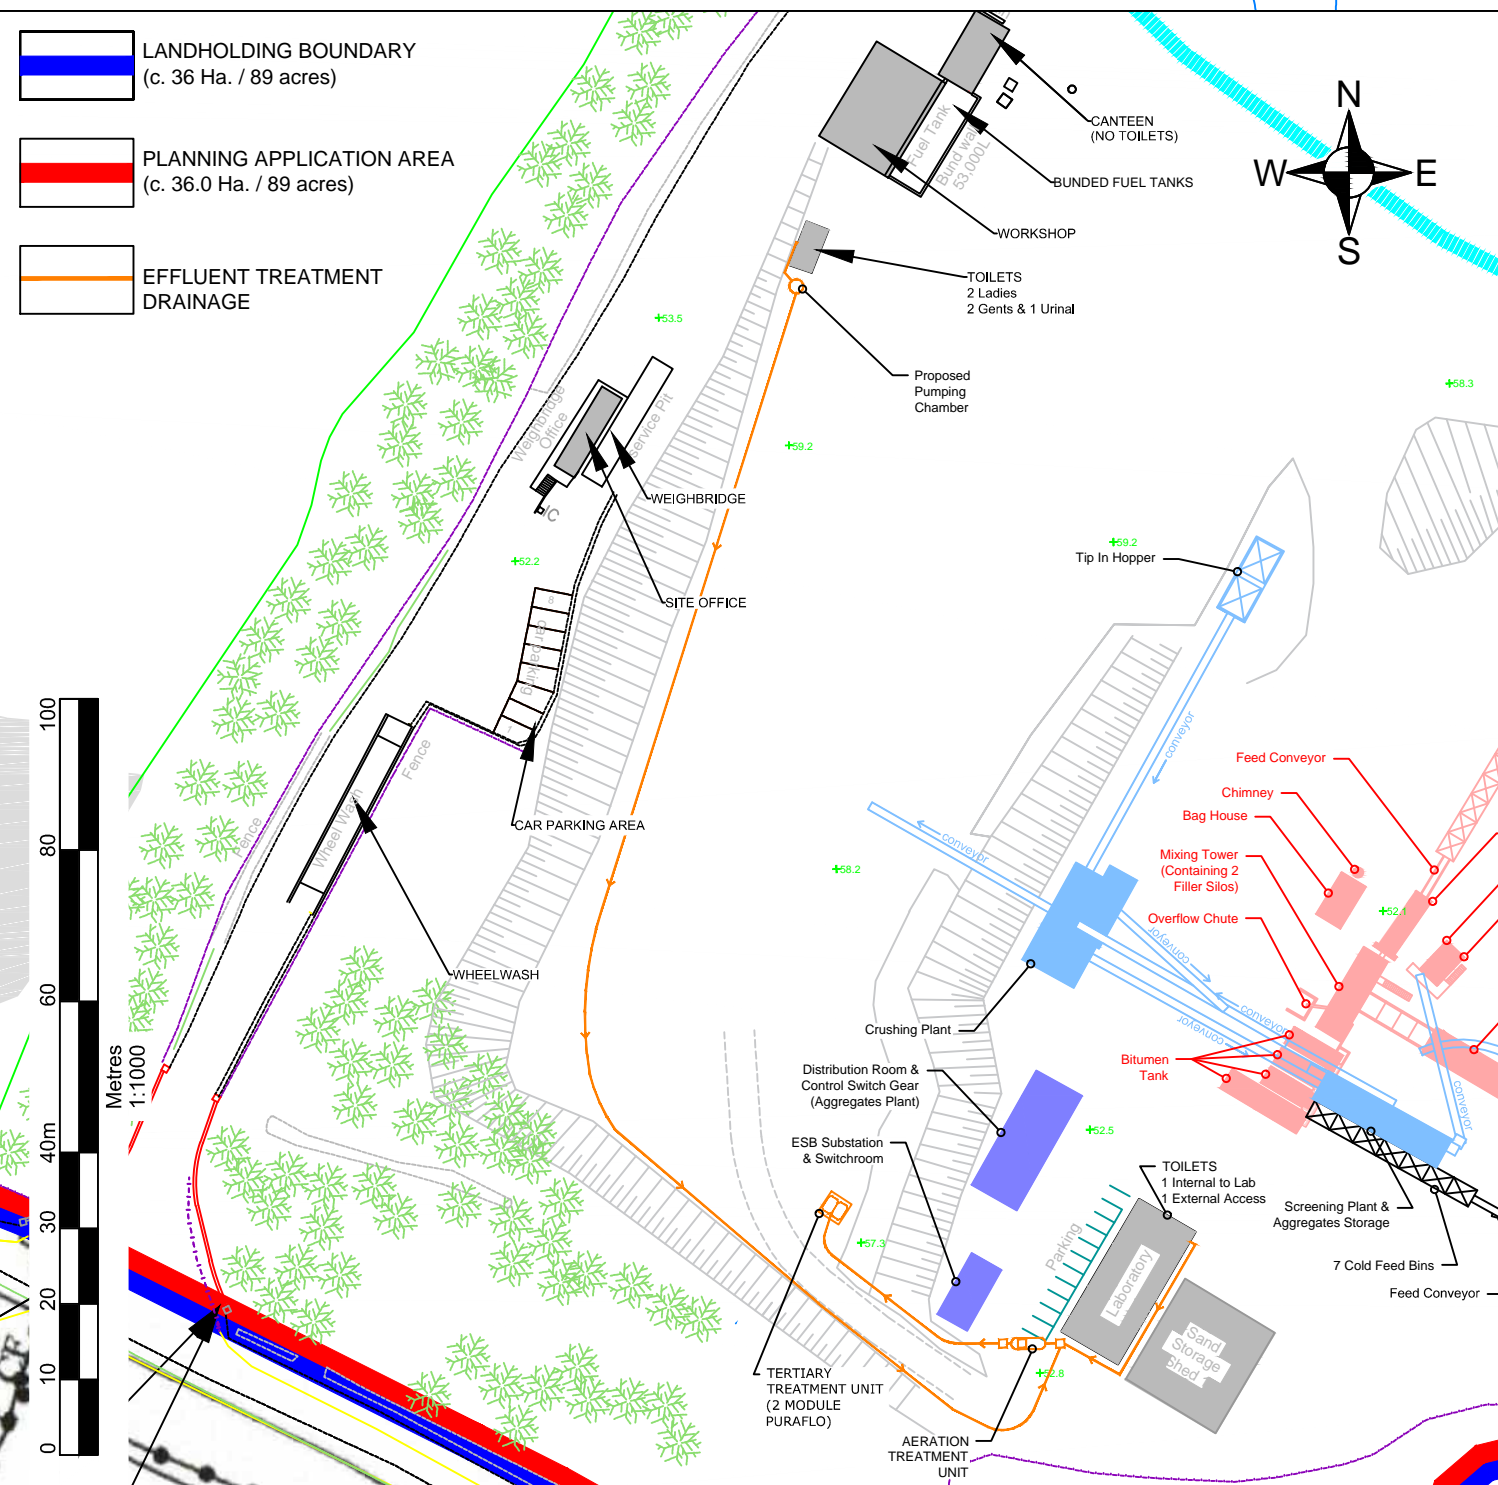 LANDHOLDING BOUNDARY
(c. 36 Ha. / 89 acres)
PLANNING APPLICATION AREA
(c. 36.0 Ha. / 89 acres)
EFFLUENT TREATMENT
DRAINAGE
N
W
E
S
CANTEEN
(NO TOILETS)
BUNDED FUEL TANKS
WORKSHOP
Fuel Tank
Bund wall
53,000L
TOILETS
2 Ladies
2 Gents & 1 Urinal
Proposed
Pumping
Chamber
53.5
59.2
58.3
Weighbridge
Office
service Pit
WEIGHBRIDGE
IC
52.2
SITE OFFICE
8
car parking
1
CAR PARKING AREA
Fence
Wheel Wash
Fence
WHEELWASH
59.2
Tip In Hopper
conveyor
conveyor
58.2
Feed Conveyor
Chimney
Bag House
Mixing Tower
(Containing 2
Filler Silos)
52.1
Overflow Chute
conveyor
conveyor
conveyor
conveyor
Crushing Plant
Bitumen
Tank
Distribution Room &
Control Switch Gear
(Aggregates Plant)
52.5
ESB Substation
& Switchroom
TOILETS
1 Internal to Lab
1 External Access
Screening Plant &
Aggregates Storage
7 Cold Feed Bins
Feed Conveyor
57.3
Parking
Laboratory
Sand
Storage
Shed
52.8
TERTIARY
TREATMENT UNIT
(2 MODULE
PURAFLO)
AERATION
TREATMENT
UNIT
100
80
60
40m
30
20
10
0
Metres
1:1000